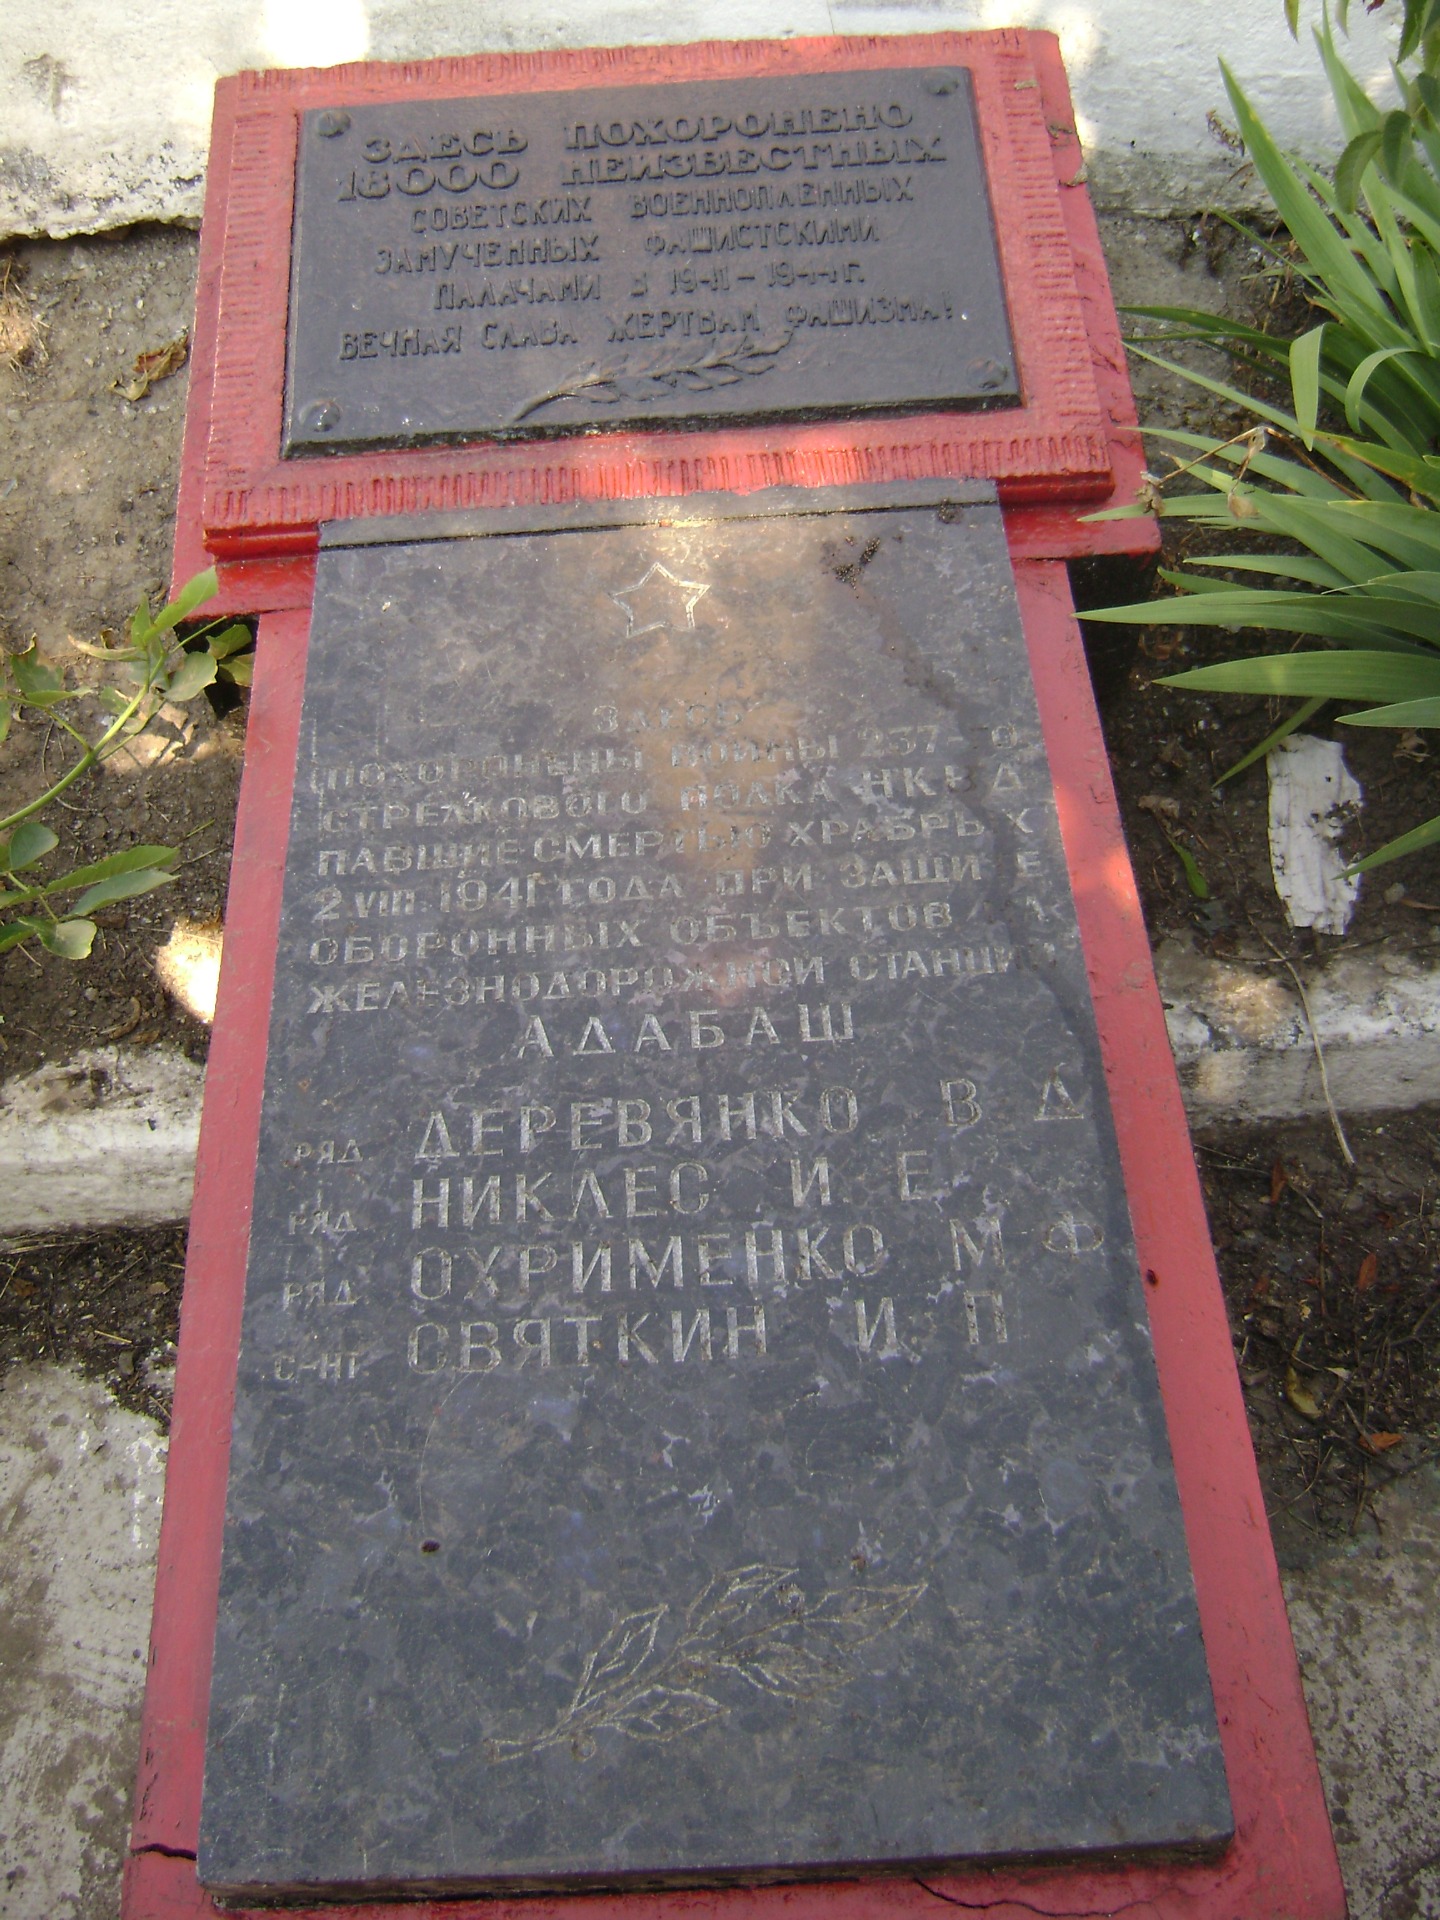 ЗДЕСЬ ПОХОРОНЕНО
18000 НЕИЗВЕСТНЫХ
СОВЕТСКИХ ВОЕННОПЛЕННЫХ
ЗАМУЧЕННЫХ ФАШИСТСКИМИ
ПАЛАЧАМИ В 1941-1944 Г.
ВЕЧНАЯ СЛАВА ЖЕРТВАМ ФАШИЗМА!
ЗДЕСЬ
ПОХОРОНЕНЫ ВОИНЫ 237-О
СТРЕЛКОВОГО ПОЛКА НКВД
ПАВШИЕ СМЕРТЬЮ ХРАБРЫХ
2.VIII.1941 ГОДА ПРИ ЗАЩИТЕ
ОБОРОННЫХ ОБЪЕКТОВ
ЖЕЛЕЗНОДОРОЖНОЙ СТАНЦИИ
АДАБАШ
РЯД. ДЕРЕВЯНКО В Д
РЯД. НИКЛЕС И. Е.
РЯД. ОХРИМЕНКО М Ф
С-НТ. СВЯТКИН И. П